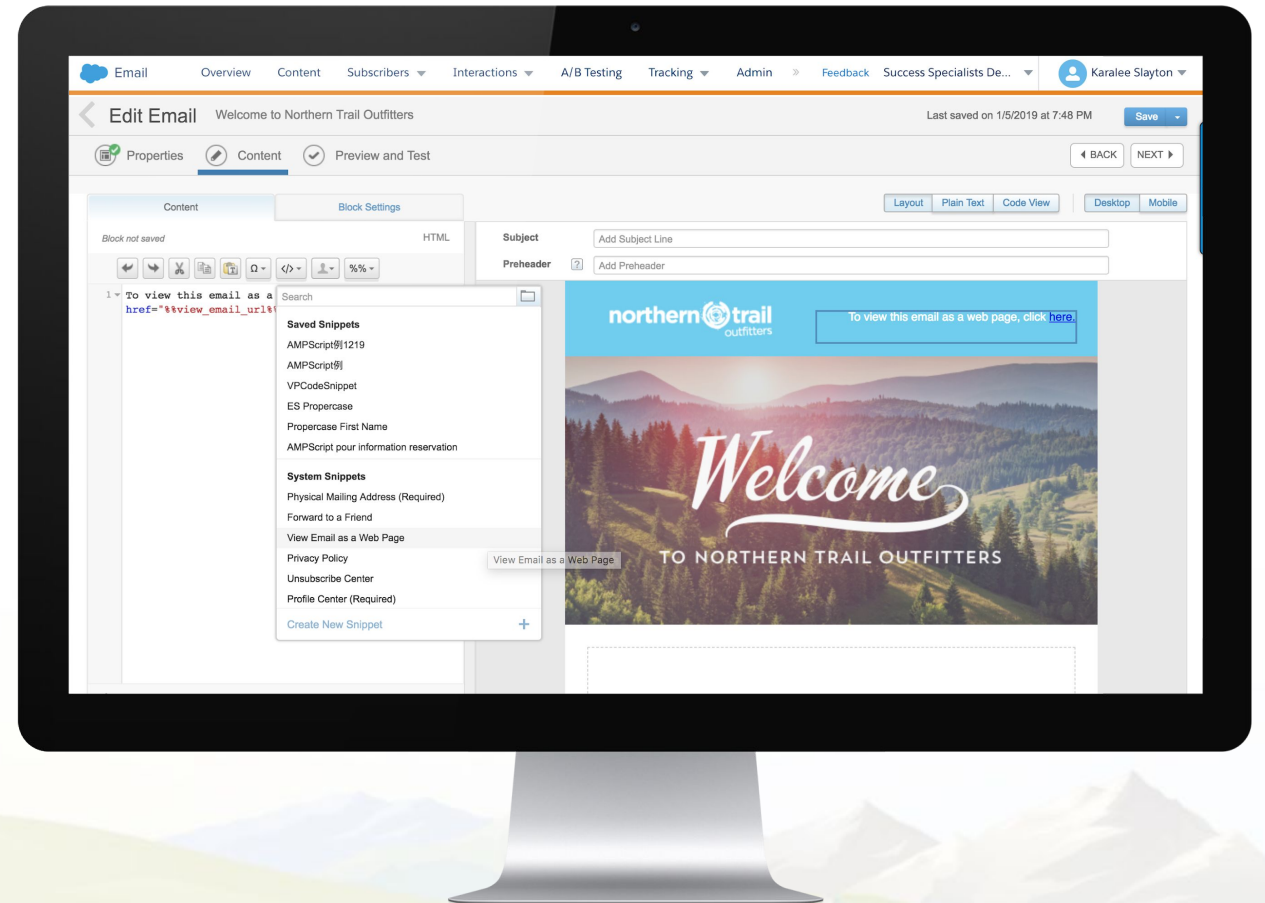 Email Overview Content Subscribers Interactions A/B Testing Tracking Admin » Feedback Success Specialists De... Karalee Slayton
Edit Email Welcome to Northern Trail Outfitters Last saved on 1/5/2019 at 7:48 PM Save
Properties Content Preview and Test BACK NEXT
Content Block Settings
Layout Plain Text Code View Desktop Mobile
Block not saved HTML
Subject Add Subject Line
Preheader ? Add Preheader
Ω </> %%
1 To view this email as a
href="%%view_email_url%
Search
Saved Snippets
AMPScript例1219
AMPScript例
VPCodeSnippet
ES Propercase
Propercase First Name
AMPScript pour information reservation
System Snippets
Physical Mailing Address (Required)
Forward to a Friend
View Email as a Web Page
Privacy Policy
Unsubscribe Center
Profile Center (Required)
Create New Snippet +
View Email as a Web Page
northern trail
outfitters
To view this email as a web page, click here.
Welcome
TO NORTHERN TRAIL OUTFITTERS